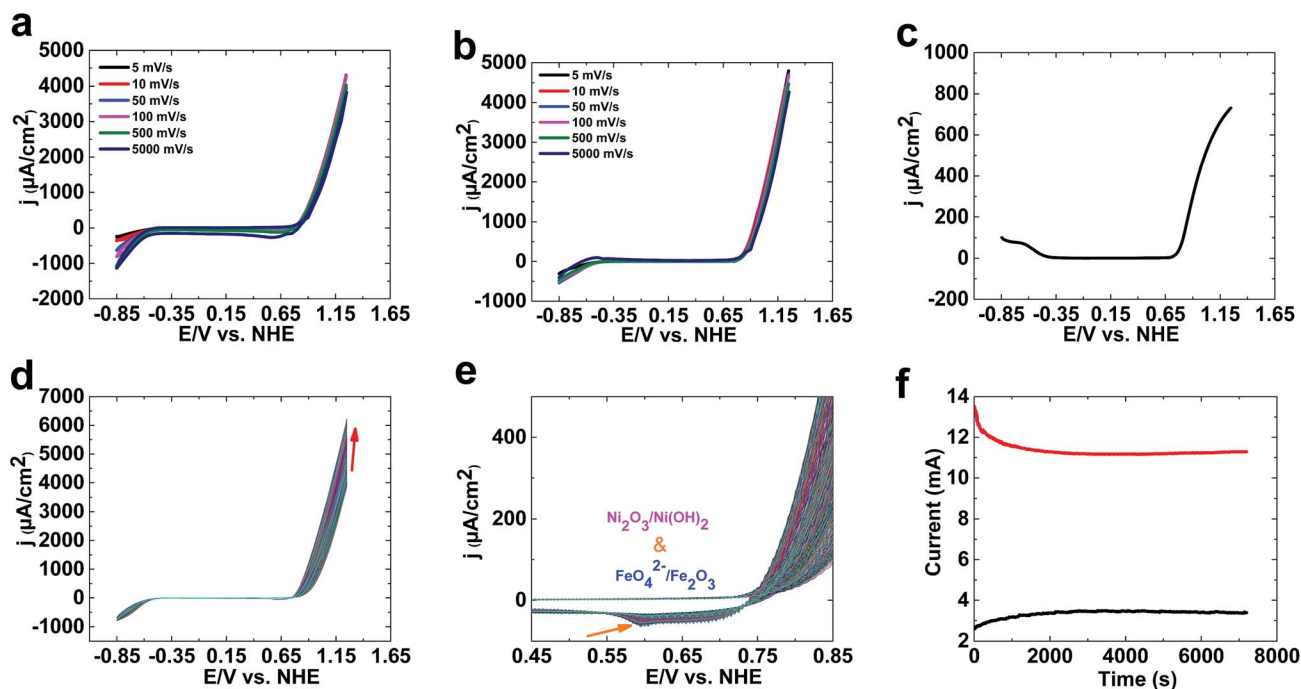 a
5000
4000
3000
2000
1000
0
-1000
-2000
j (µA/cm²)
5 mV/s
10 mV/s
50 mV/s
100 mV/s
500 mV/s
5000 mV/s
-0.85 -0.35 0.15 0.65 1.15 1.65
E/V vs. NHE
b
5000
4000
3000
2000
1000
0
-1000
j (µA/cm²)
5 mV/s
10 mV/s
50 mV/s
100 mV/s
500 mV/s
5000 mV/s
-0.85 -0.35 0.15 0.65 1.15 1.65
E/V vs. NHE
c
1000
800
600
400
200
0
-200
j (µA/cm²)
-0.85 -0.35 0.15 0.65 1.15 1.65
E/V vs. NHE
d
7000
6000
5000
4000
3000
2000
1000
0
-1000
j (µA/cm²)
-0.85 -0.35 0.15 0.65 1.15 1.65
E/V vs. NHE
e
400
200
0
j (µA/cm²)
Ni₂O₃/Ni(OH)₂
&
FeO₄²⁻/Fe₂O₃
0.45 0.55 0.65 0.75 0.85
E/V vs. NHE
f
14
12
10
8
6
4
2
Current (mA)
0 2000 4000 6000 8000
Time (s)